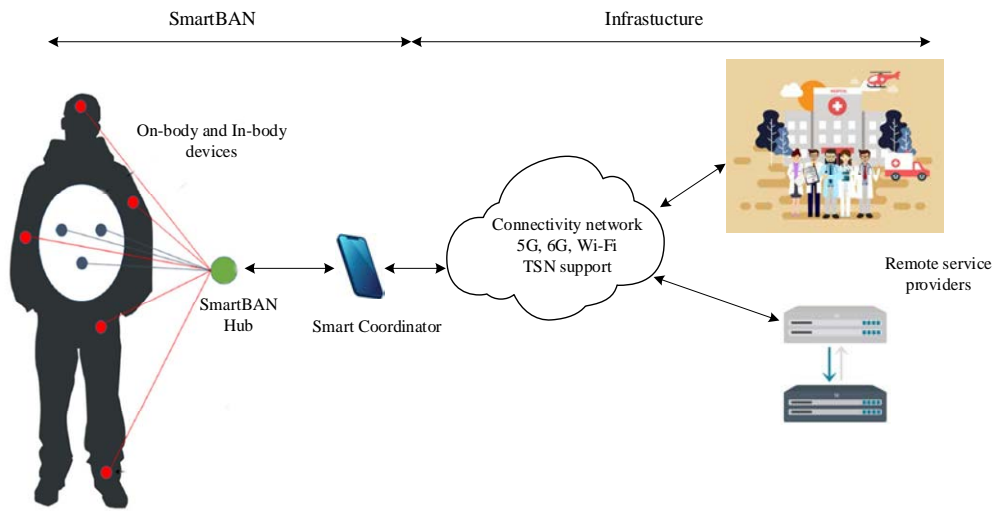 SmartBAN
Infrastucture
On-body and In-body
devices
SmartBAN
Hub
Smart Coordinator
Connectivity network
5G, 6G, Wi-Fi
TSN support
Remote service
providers